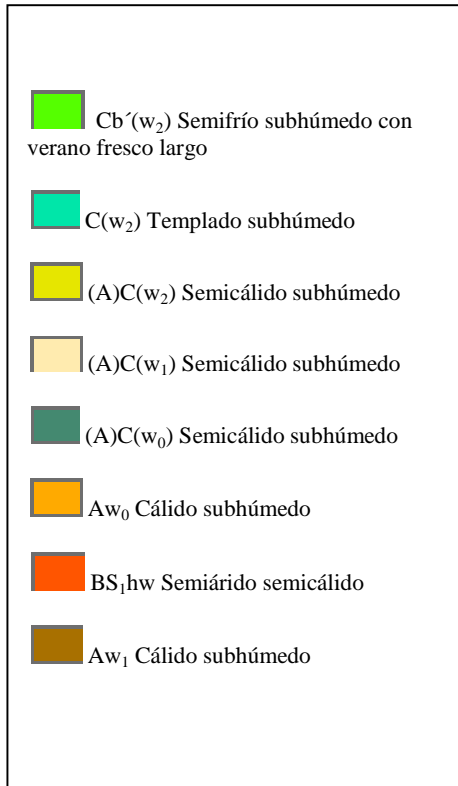 Cb´(w₂) Semifrío subhúmedo con
verano fresco largo
C(w₂) Templado subhúmedo
(A)C(w₂) Semicálido subhúmedo
(A)C(w₁) Semicálido subhúmedo
(A)C(w₀) Semicálido subhúmedo
Aw₀ Cálido subhúmedo
BS₁hw Semiárido semicálido
Aw₁ Cálido subhúmedo